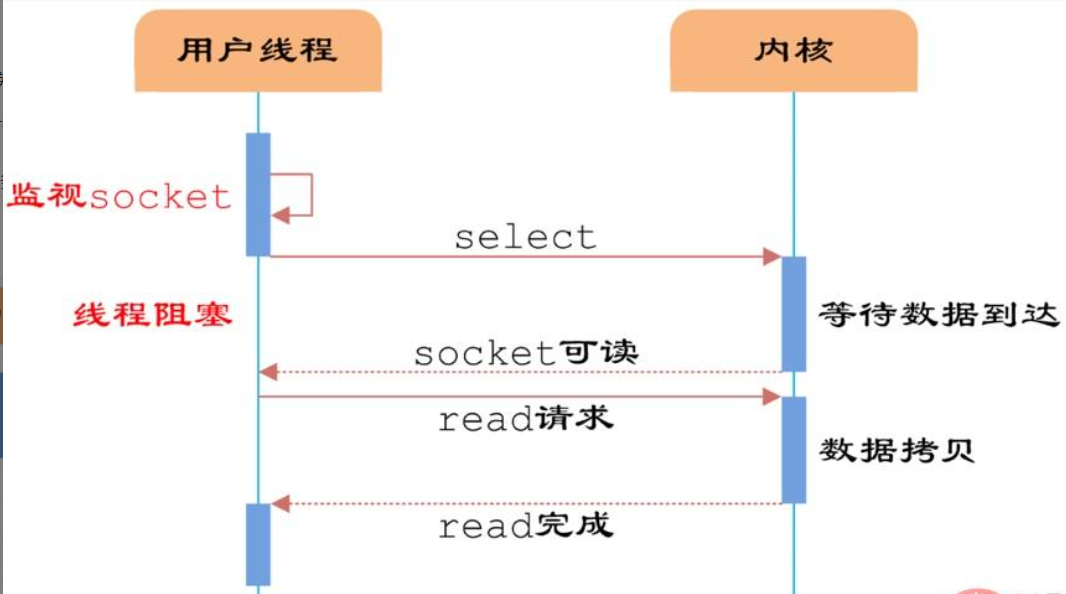 用户线程
内核
监视socket
select
线程阻塞
等待数据到达
socket可读
read请求
数据拷贝
read完成